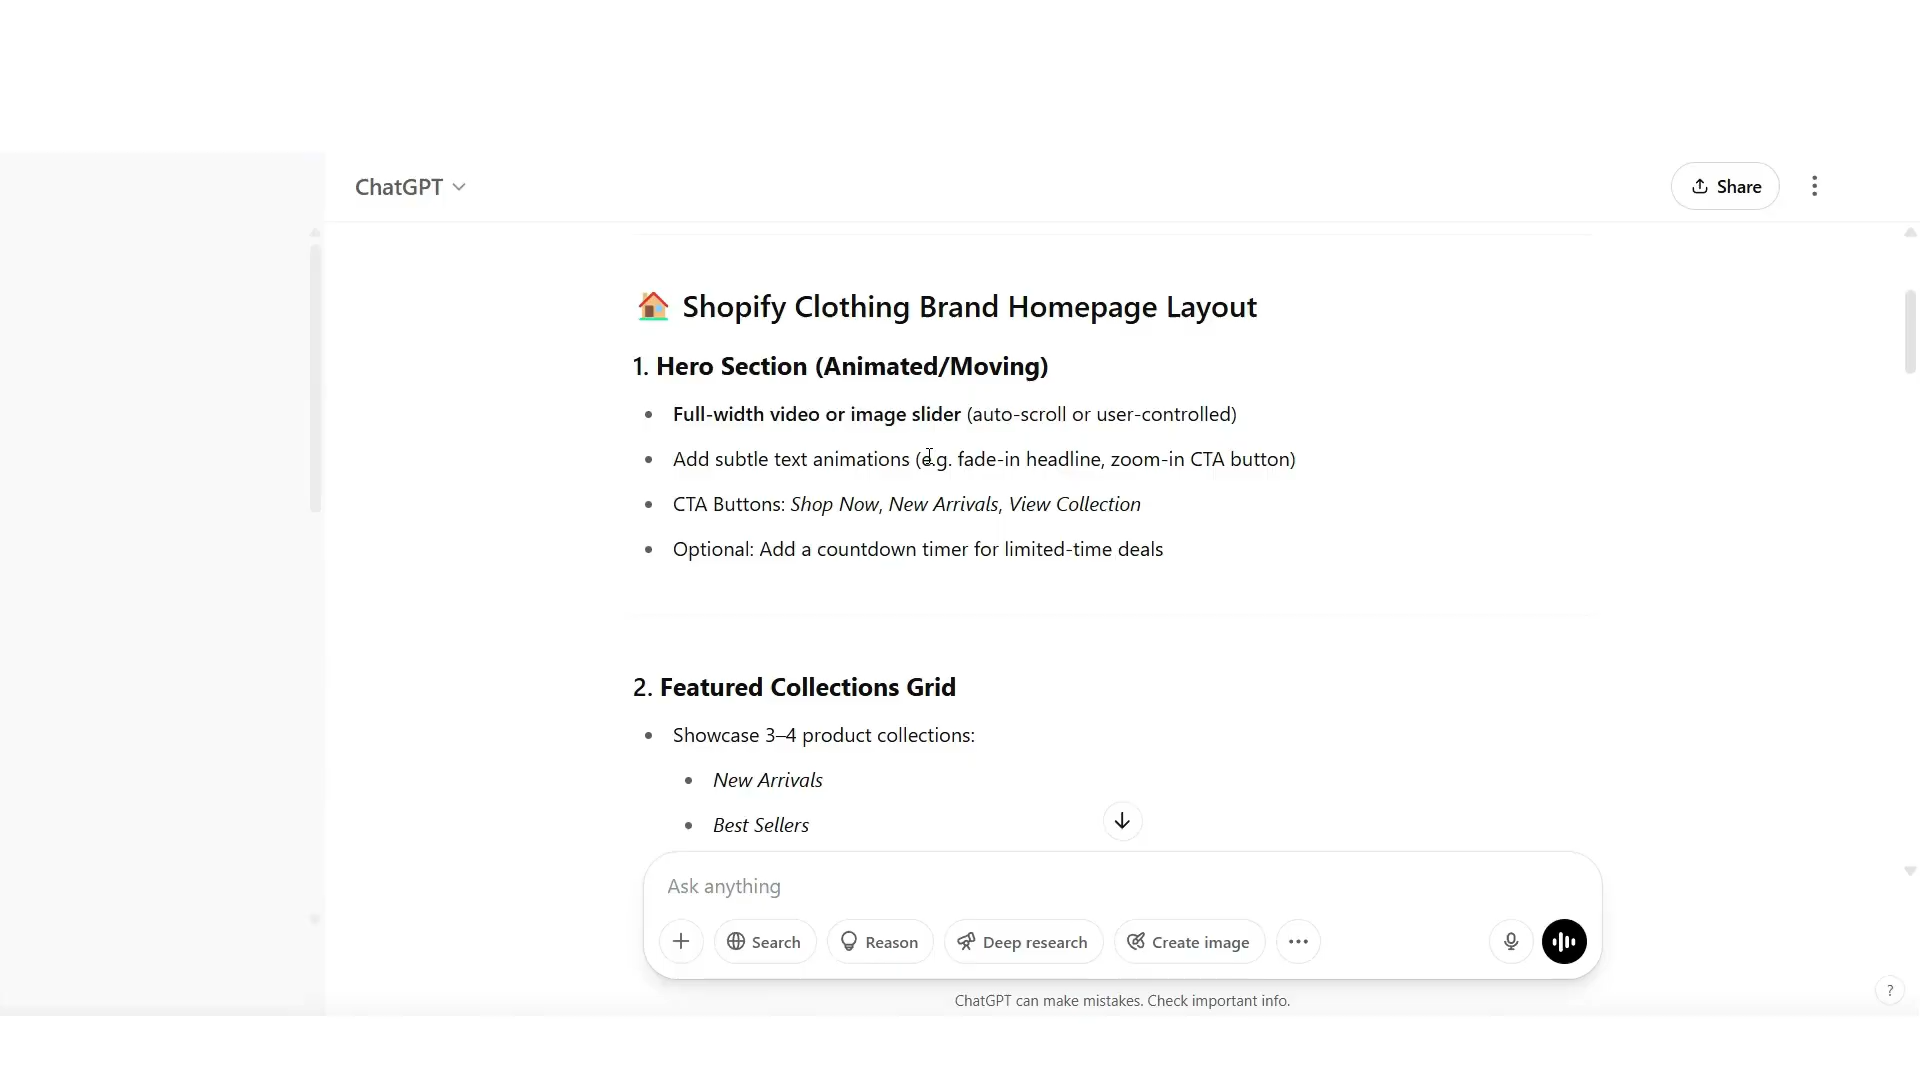 ChatGPT
Share
🏠 Shopify Clothing Brand Homepage Layout
1. Hero Section (Animated/Moving)
• Full-width video or image slider (auto-scroll or user-controlled)
• Add subtle text animations (e.g. fade-in headline, zoom-in CTA button)
• CTA Buttons: Shop Now, New Arrivals, View Collection
• Optional: Add a countdown timer for limited-time deals
2. Featured Collections Grid
• Showcase 3–4 product collections:
• New Arrivals
• Best Sellers
Ask anything
Search Reason Deep research Create image
ChatGPT can make mistakes. Check important info.
?